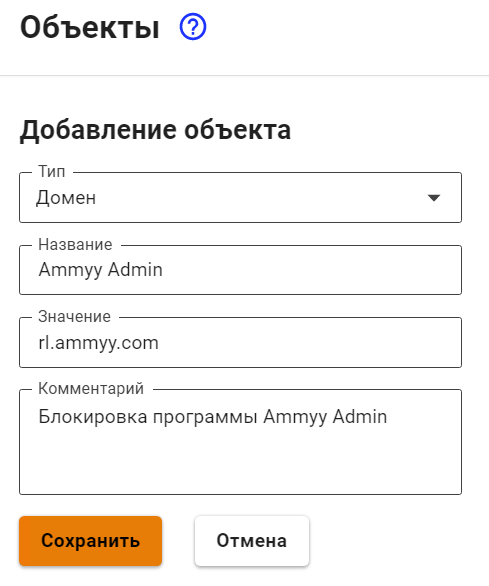 Объекты
Добавление объекта
Тип
Домен
Название
Ammyy Admin
Значение
rl.ammyy.com
Комментарий
Блокировка программы Ammyy Admin
Сохранить Отмена